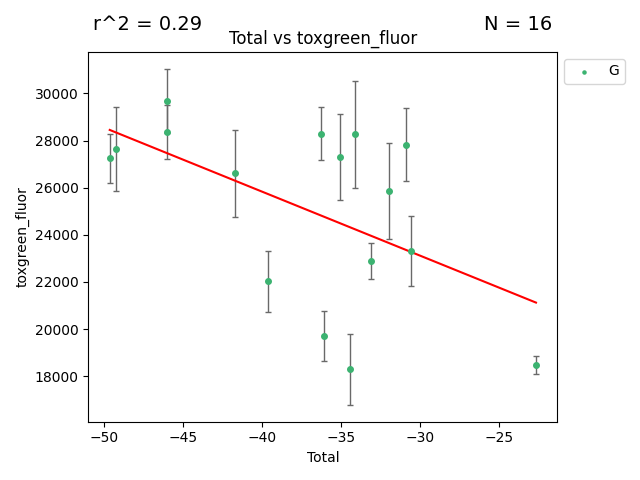 r^2 = 0.29
N = 16
Total vs toxgreen_fluor
G
30000
28000
26000
24000
22000
20000
18000
toxgreen_fluor
−50
−45
−40
−35
−30
−25
Total